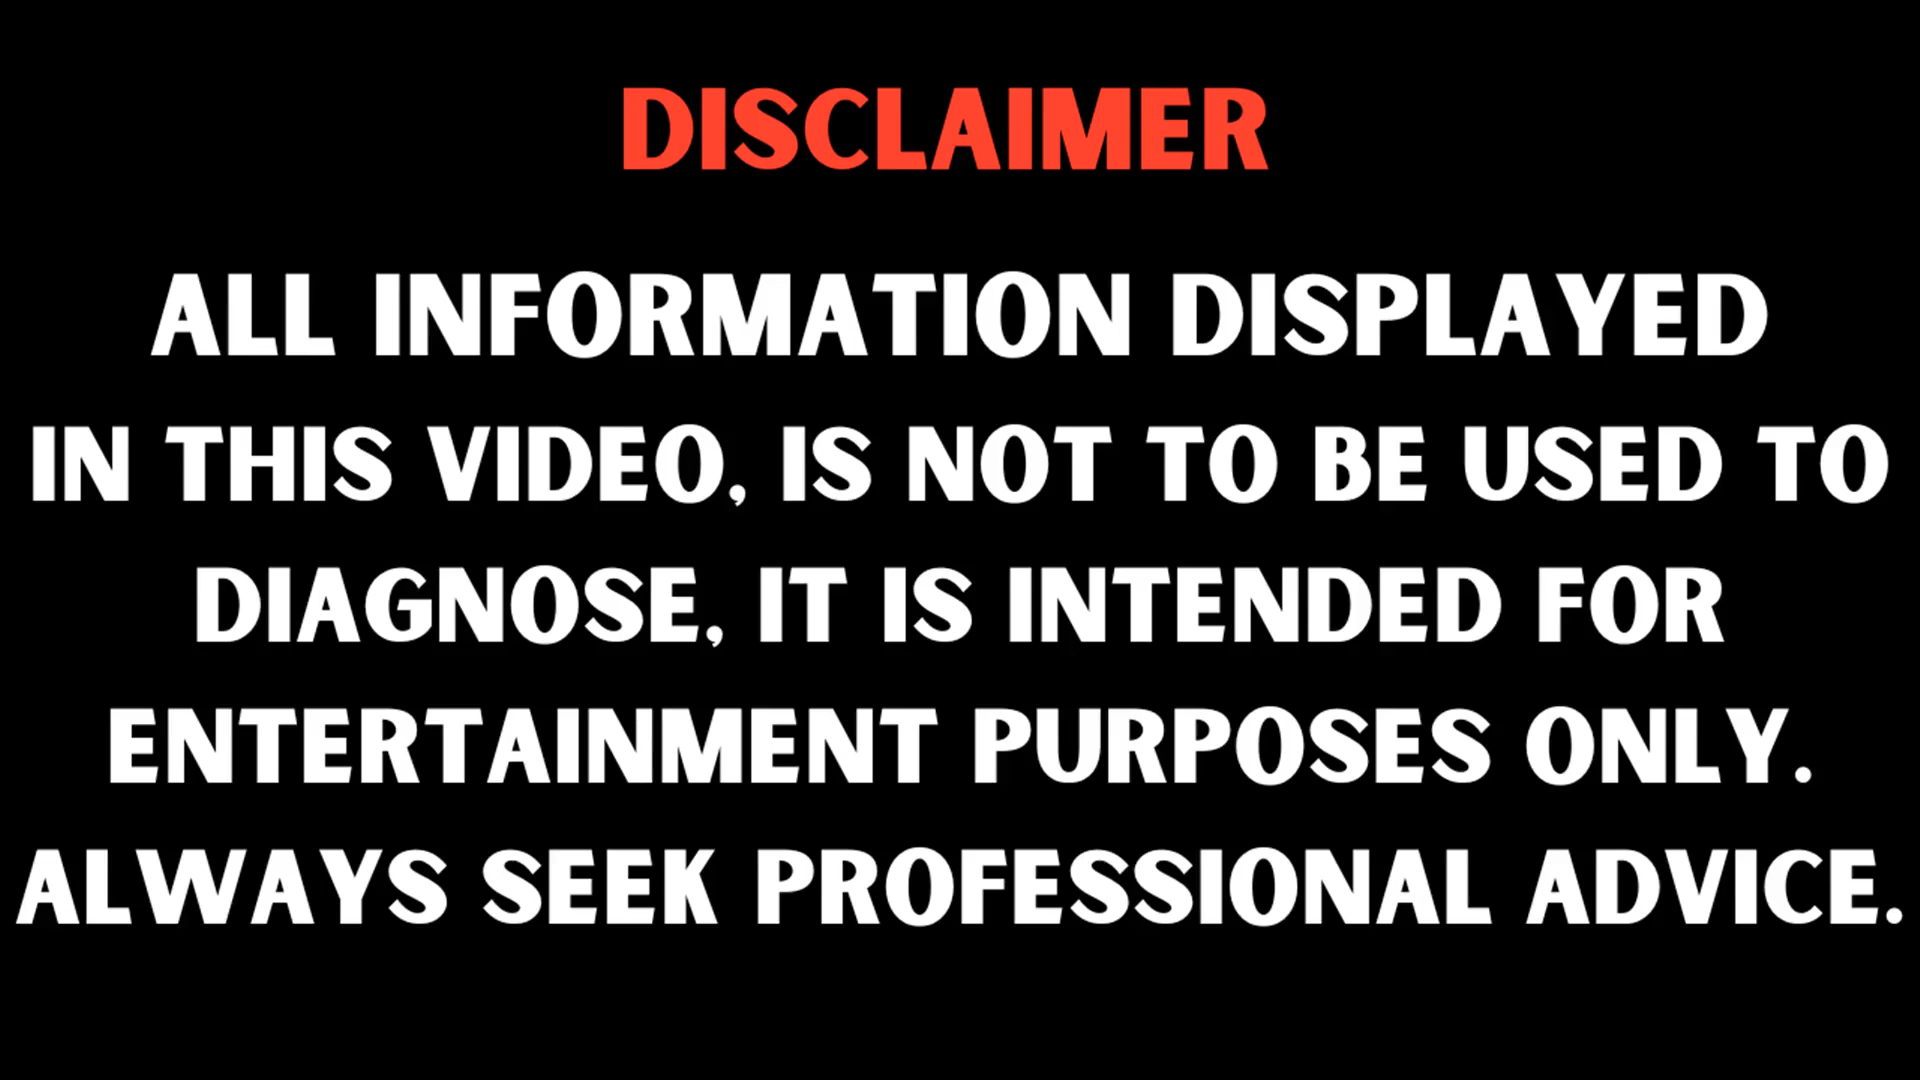 DISCLAIMER
ALL INFORMATION DISPLAYED
IN THIS VIDEO, IS NOT TO BE USED TO
DIAGNOSE, IT IS INTENDED FOR
ENTERTAINMENT PURPOSES ONLY.
ALWAYS SEEK PROFESSIONAL ADVICE.